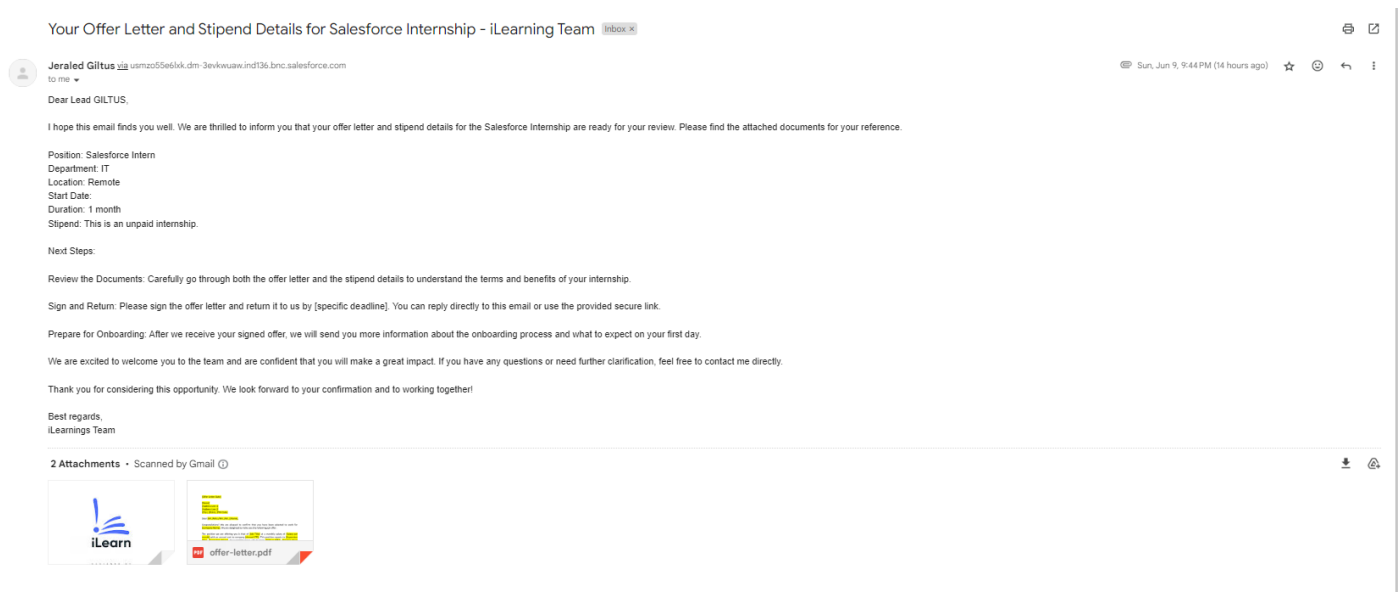 Your Offer Letter and Stipend Details for Salesforce Internship - iLearning Team Inbox ×
Jeraled Giltus via usmzo55e6lxk.dm-3evkwuaw.ind136.bnc.salesforce.com
Sun, Jun 9, 9:44 PM (14 hours ago)
to me
Dear Lead GILTUS,
I hope this email finds you well. We are thrilled to inform you that your offer letter and stipend details for the Salesforce Internship are ready for your review. Please find the attached documents for your reference.
Position: Salesforce Intern
Department: IT
Location: Remote
Start Date:
Duration: 1 month
Stipend: This is an unpaid internship.
Next Steps:
Review the Documents: Carefully go through both the offer letter and the stipend details to understand the terms and benefits of your internship.
Sign and Return: Please sign the offer letter and return it to us by [specific deadline]. You can reply directly to this email or use the provided secure link.
Prepare for Onboarding: After we receive your signed offer, we will send you more information about the onboarding process and what to expect on your first day.
We are excited to welcome you to the team and are confident that you will make a great impact. If you have any questions or need further clarification, feel free to contact me directly.
Thank you for considering this opportunity. We look forward to your confirmation and to working together!
Best regards,
iLearnings Team
2 Attachments • Scanned by Gmail
iLearn
PDF offer-letter.pdf